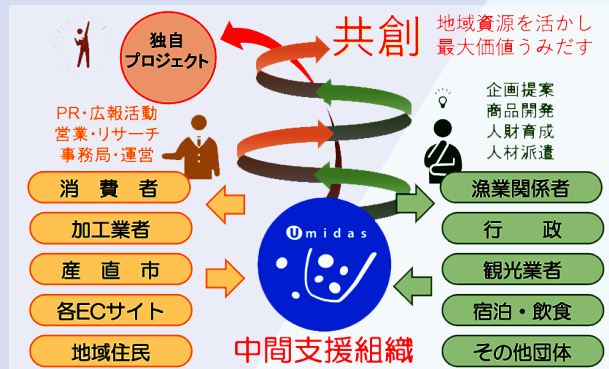 独自
プロジェクト
共創
地域資源を活かし
最大価値うみだす
PR・広報活動
営業・リサーチ
事務局・運営
企画提案
商品開発
人財育成
人材派遣
消費者
加工業者
産直市
各ECサイト
地域住民
Umidas
中間支援組織
漁業関係者
行政
観光業者
宿泊・飲食
その他団体